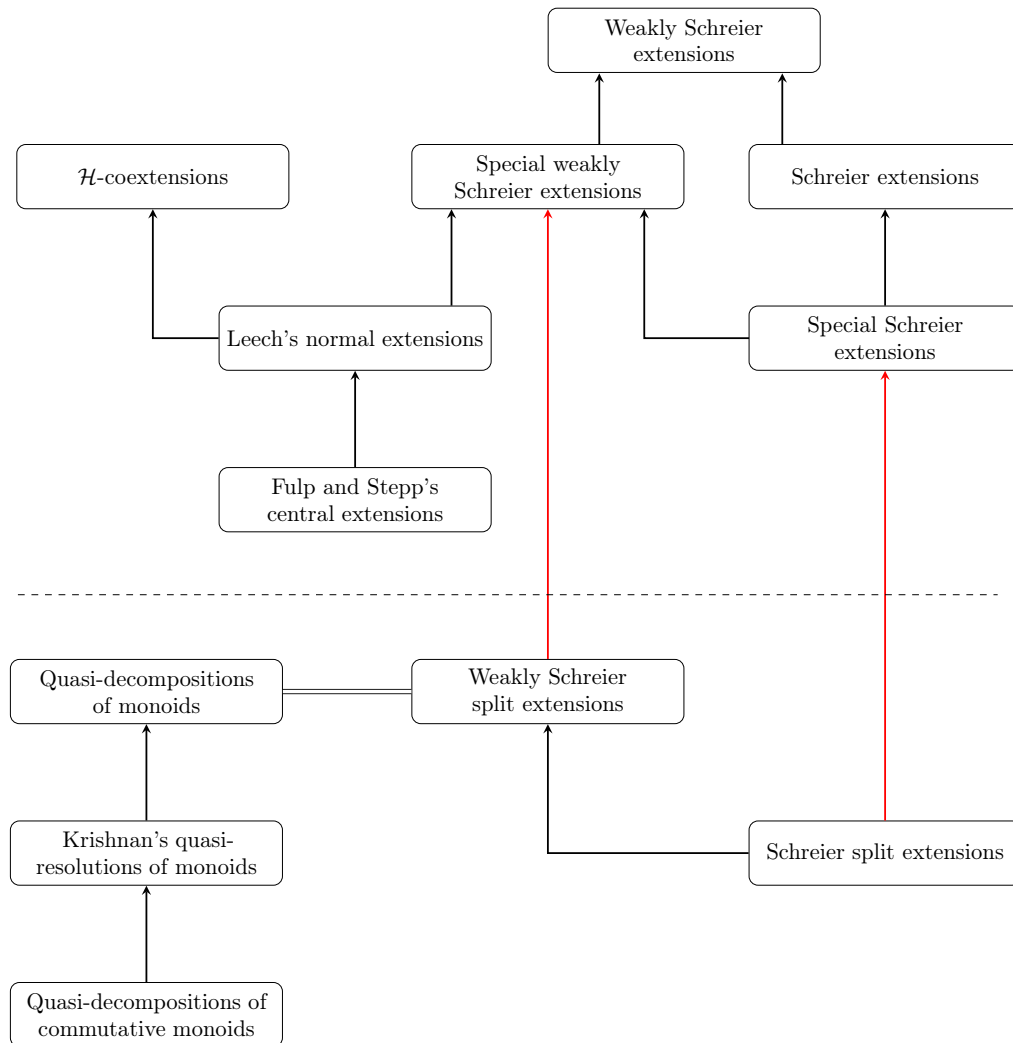 Weakly Schreier
extensions
ℋ-coextensions
Special weakly
Schreier extensions
Schreier extensions
Leech's normal extensions
Special Schreier
extensions
Fulp and Stepp's
central extensions
Quasi-decompositions
of monoids
Weakly Schreier
split extensions
Krishnan's quasi-
resolutions of monoids
Schreier split extensions
Quasi-decompositions of
commutative monoids